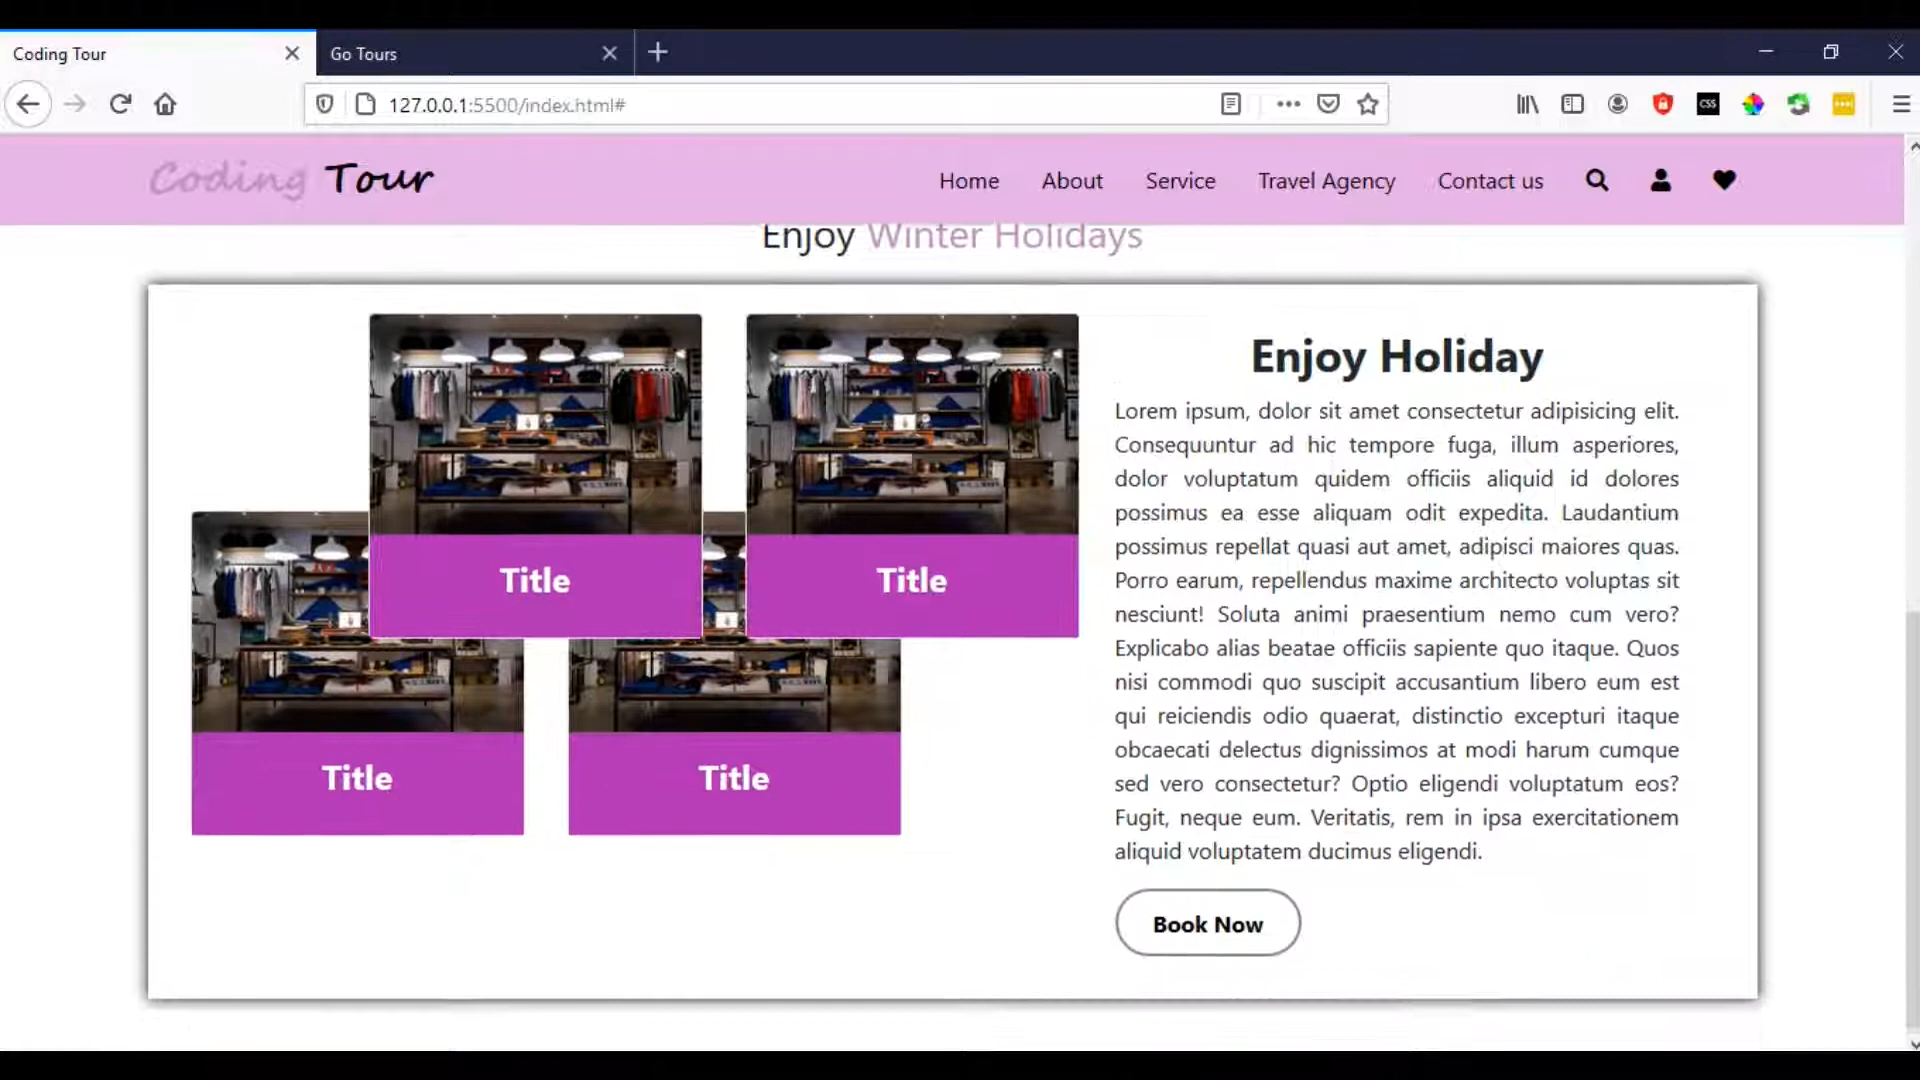 Coding Tour
Go Tours
127.0.0.1:5500/index.html#
CSS
Coding Tour
Home
About
Service
Travel Agency
Contact us
Enjoy Winter Holidays
Title
Title
Title
Title
Enjoy Holiday
Lorem ipsum, dolor sit amet consectetur adipisicing elit.
Consequuntur ad hic tempore fuga, illum asperiores,
dolor voluptatum quidem officiis aliquid id dolores
possimus ea esse aliquam odit expedita. Laudantium
possimus repellat quasi aut amet, adipisci maiores quas.
Porro earum, repellendus maxime architecto voluptas sit
nesciunt! Soluta animi praesentium nemo cum vero?
Explicabo alias beatae officiis sapiente quo itaque. Quos
nisi commodi quo suscipit accusantium libero eum est
qui reiciendis odio quaerat, distinctio excepturi itaque
obcaecati delectus dignissimos at modi harum cumque
sed vero consectetur? Optio eligendi voluptatum eos?
Fugit, neque eum. Veritatis, rem in ipsa exercitationem
aliquid voluptatem ducimus eligendi.
Book Now